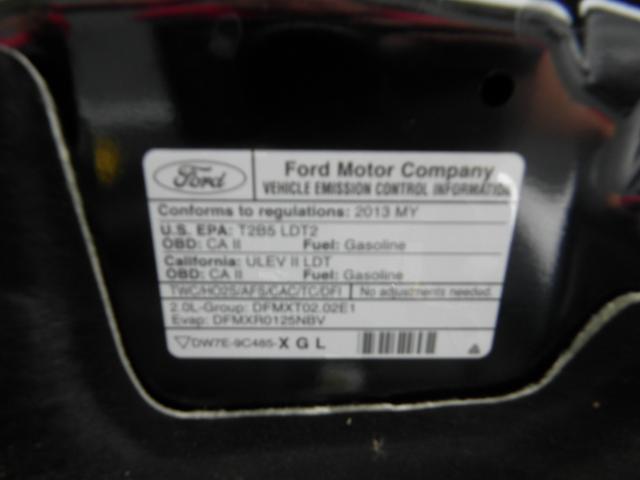 Ford
Ford Motor Company
VEHICLE EMISSION CONTROL INFORMATION
Conforms to regulations: 2013 MY
U.S. EPA: T2B5 LDT2
OBD: CA II Fuel: Gasoline
California: ULEV II LDT
OBD: CA II Fuel: Gasoline
TWC/HO2S/AFS/CAC/TC/DFI No adjustments needed.
2.0L-Group: DFMXT02.02E1
Evap: DFMXR0125NBV
DW7E-9C485-X G L